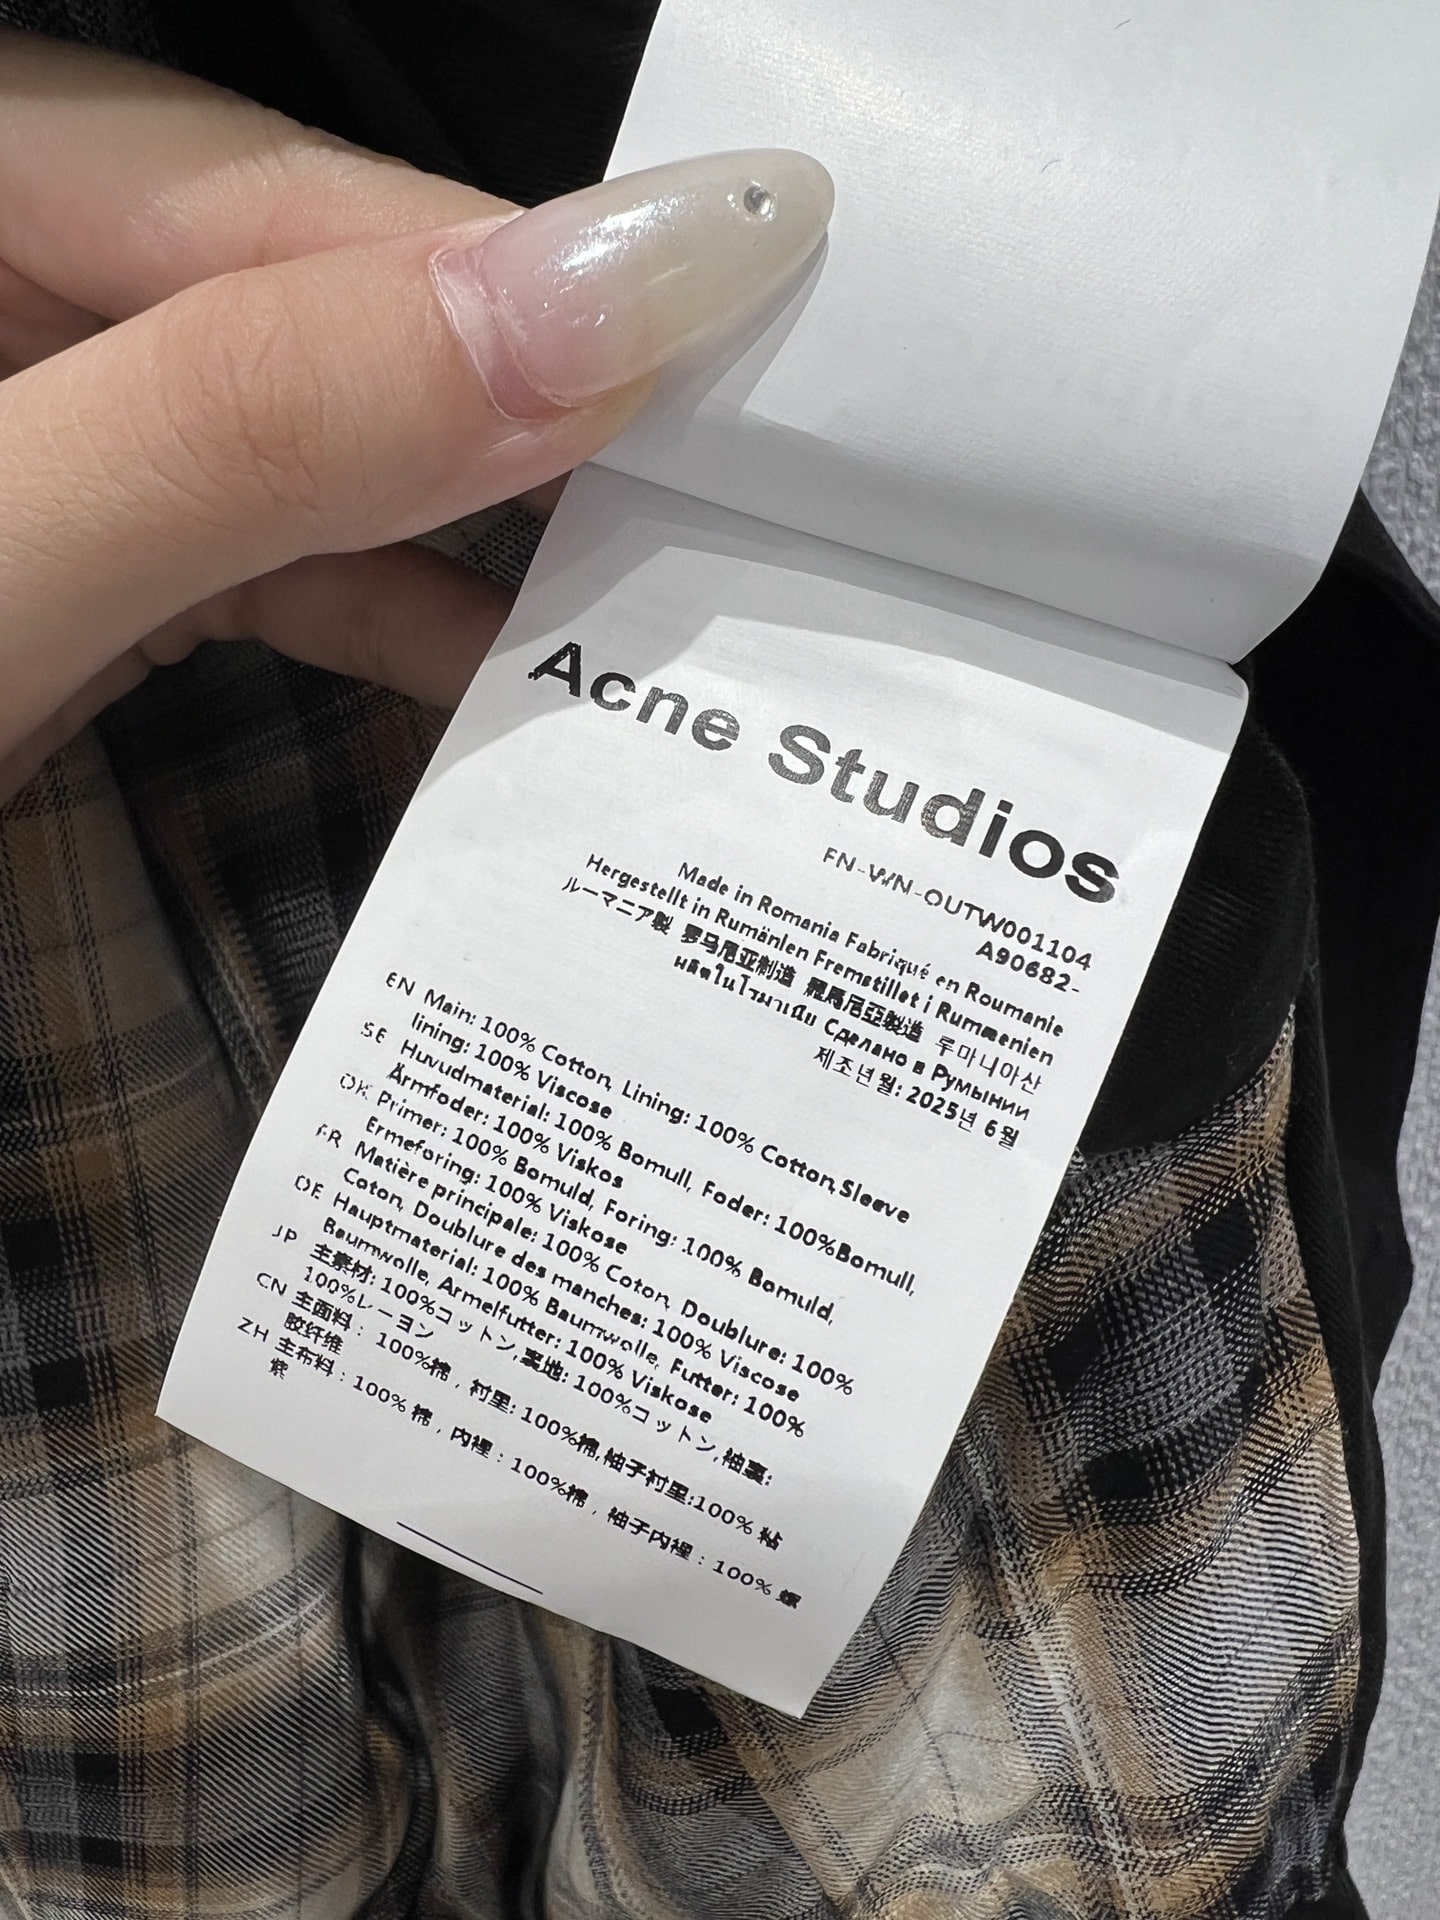 Acne Studios
FN-WN-OUTW001104
A90682-
Made in Romania Fabriqué en Roumanie
Hergestellt in Rumänlen Fremstillet i Rummenien
ルーマニア製 罗马尼亚制造 羅馬尼亞製造 루마니아산
ผลิตในโรมาเนีย Сделано в Румынии
제조년월: 2025년 6월
EN Main: 100% Cotton, Lining: 100% Cotton,Sleeve
lining: 100% Viscose
SE Huvudmaterial: 100% Bomull, Foder: 100%Bomull,
Ärmfoder: 100% Viskos
DK Primer: 100% Bomuld, Foring: 100% Bomuld,
Ermeforing: 100% Viskose
FR Matière principale: 100% Coton, Doublure: 100%
Coton, Doublure des manches: 100% Viscose
DE Hauptmaterial: 100% Baumwolle, Futter: 100%
Baumwolle, Armelfutter: 100% Viskose
JP 主素材: 100%コットン,裏地: 100%コットン,袖裏:
100%レーヨン
CN 主面料： 100%棉，衬里: 100%棉,袖子衬里:100% 粘
胶纤维
ZH 主布料：100% 棉，内裡：100%棉，袖子内裡：100% 嫘
縈